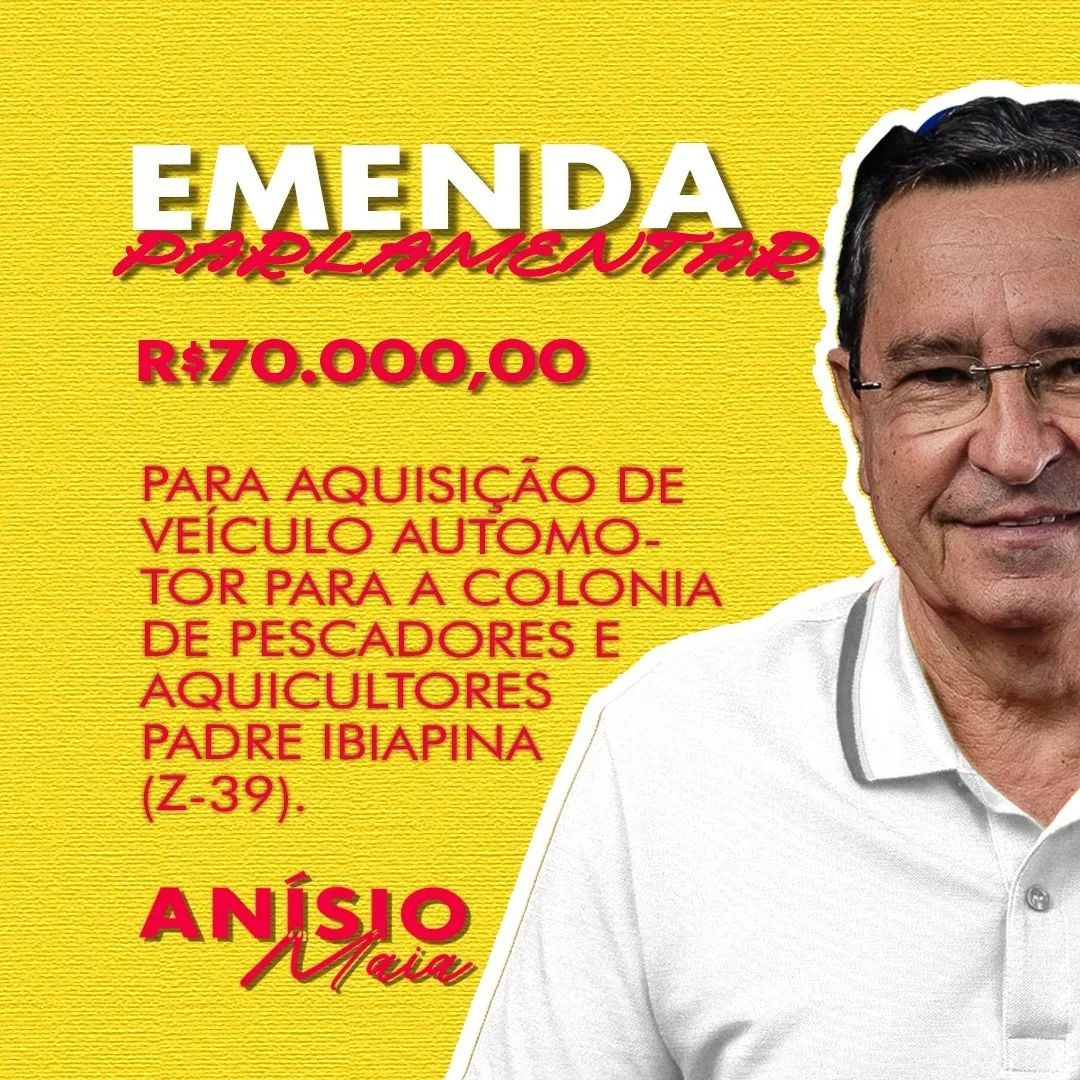 EMENDA
PARLAMENTAR
R$70.000,00
PARA AQUISIÇÃO DE
VEÍCULO AUTOMO-
TOR PARA A COLONIA
DE PESCADORES E
AQUICULTORES
PADRE IBIAPINA
(Z-39).
ANÍSIO
Maia